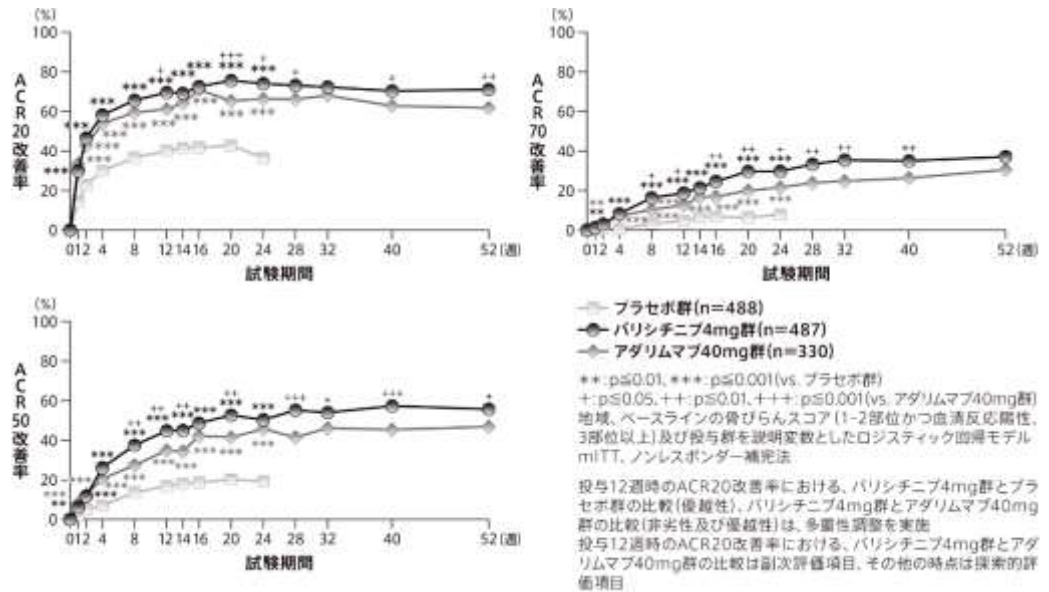 (%)
100
80
60
40
20
0
ACR20改善率
012 4 8 12 14 16 20 24 28 32 40 52(週)
試験期間
(%)
100
80
60
40
20
0
ACR70改善率
012 4 8 12 14 16 20 24 28 32 40 52(週)
試験期間
(%)
100
80
60
40
20
0
ACR50改善率
012 4 8 12 14 16 20 24 28 32 40 52(週)
試験期間
プラセボ群(n=488)
バリシチニブ4mg群(n=487)
アダリムマブ40mg群(n=330)
**:p≦0.01、***:p≦0.001(vs. プラセボ群)
+:p≦0.05、++:p≦0.01、+++:p≦0.001(vs. アダリムマブ40mg群)
地域、ベースラインの骨びらんスコア(1-2部位かつ血清反応陽性、
3部位以上)及び投与群を説明変数としたロジスティック回帰モデル
mITT、ノンレスポンダー補完法
投与12週時のACR20改善率における、バリシチニブ4mg群とプラ
セボ群の比較(優越性)、バリシチニブ4mg群とアダリムマブ40mg
群の比較(非劣性及び優越性)は、多重性調整を実施
投与12週時のACR20改善率における、バリシチニブ4mg群とアダ
リムマブ40mg群の比較は副次評価項目、その他の時点は探索的評
価項目